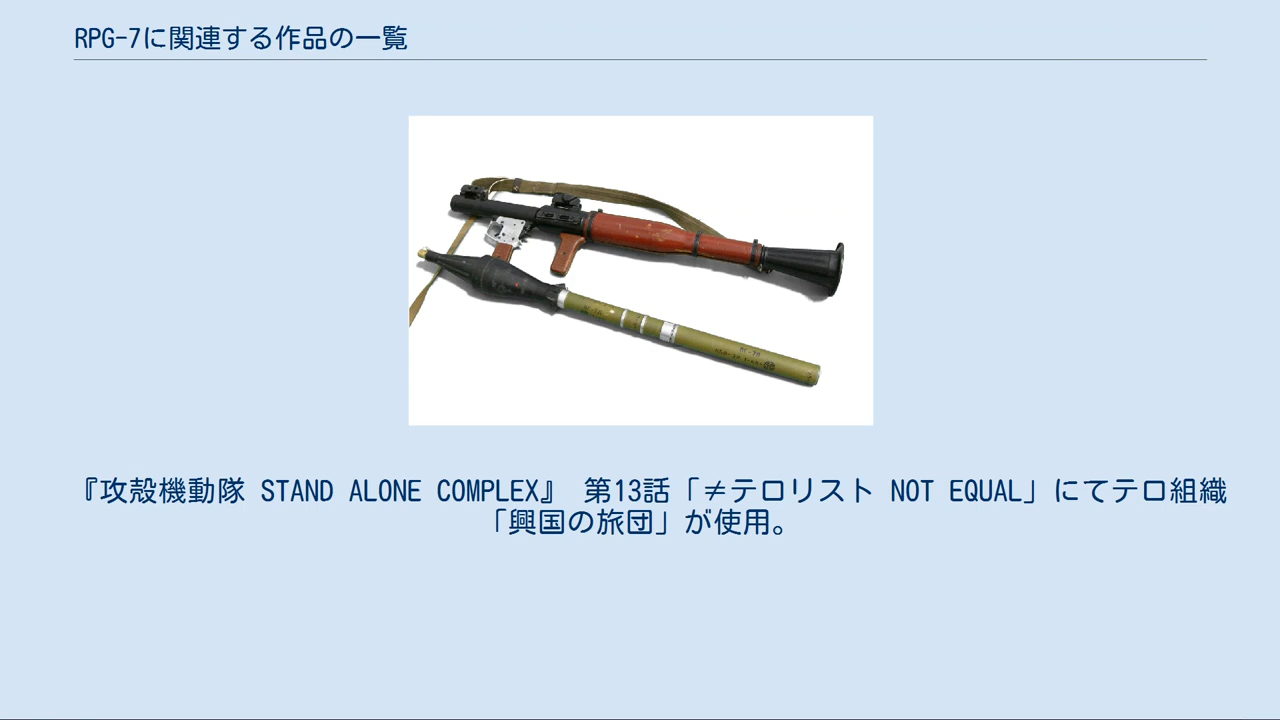 RPG-7に関連する作品の一覧
『攻殻機動隊 STAND ALONE COMPLEX』 第13話「≠テロリスト NOT EQUAL」にてテロ組織
「興国の旅団」が使用。